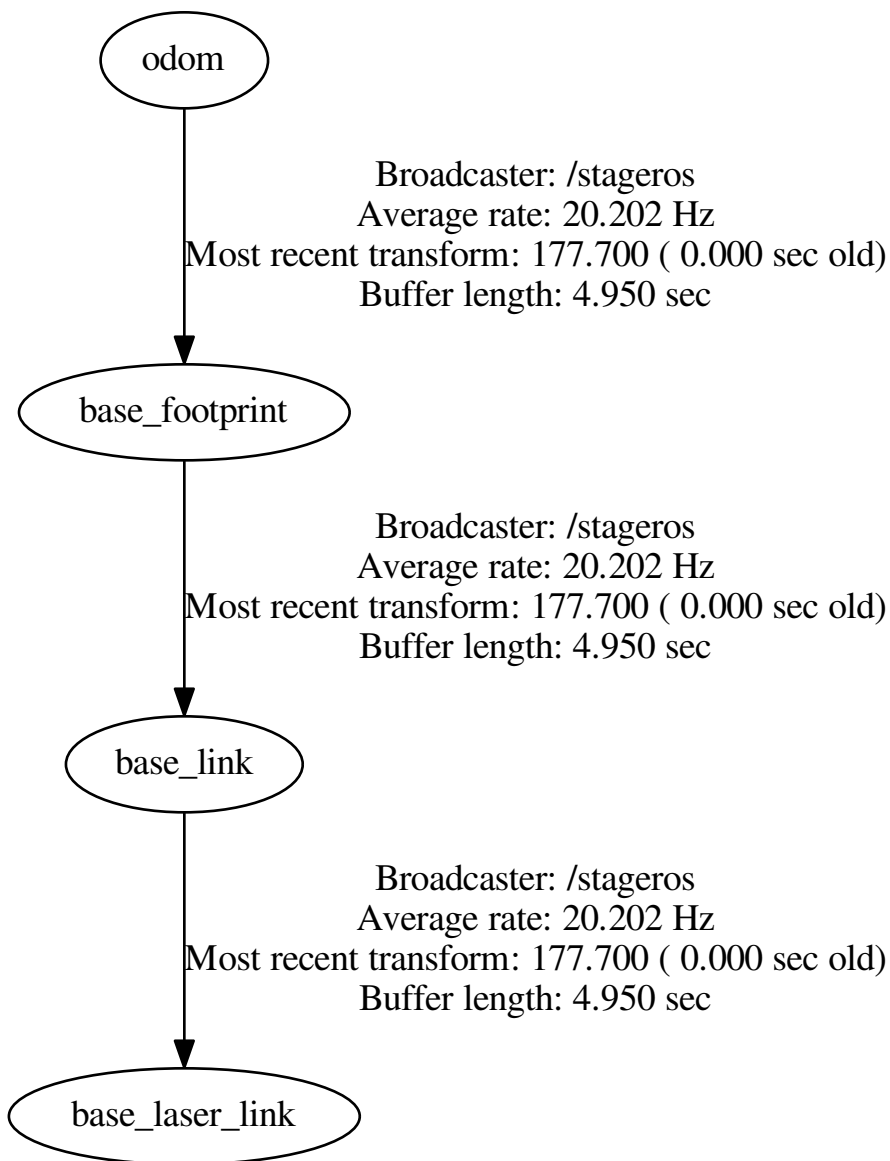 odom
Broadcaster: /stageros
Average rate: 20.202 Hz
Most recent transform: 177.700 ( 0.000 sec old)
Buffer length: 4.950 sec
base_footprint
Broadcaster: /stageros
Average rate: 20.202 Hz
Most recent transform: 177.700 ( 0.000 sec old)
Buffer length: 4.950 sec
base_link
Broadcaster: /stageros
Average rate: 20.202 Hz
Most recent transform: 177.700 ( 0.000 sec old)
Buffer length: 4.950 sec
base_laser_link